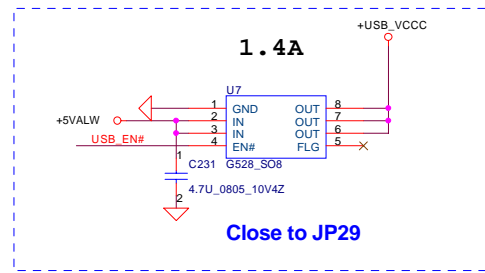 +USB_VCCC
1.4A
U7
1 GND OUT 8
+5VALW 2 IN OUT 7
3 IN OUT 6
USB_EN# 4 EN# FLG 5
1 C231 G528_SO8
4.7U_0805_10V4Z
2
Close to JP29